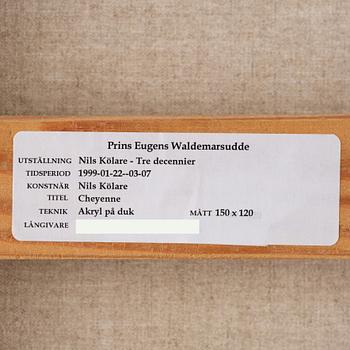 Prins Eugens Waldemarsudde
UTSTÄLLNING Nils Kölare - Tre decennier
TIDSPERIOD 1999-01-22--03-07
KONSTNÄR Nils Kölare
TITEL Cheyenne
TEKNIK Akryl på duk MÅTT 150 x 120
LÅNGIVARE